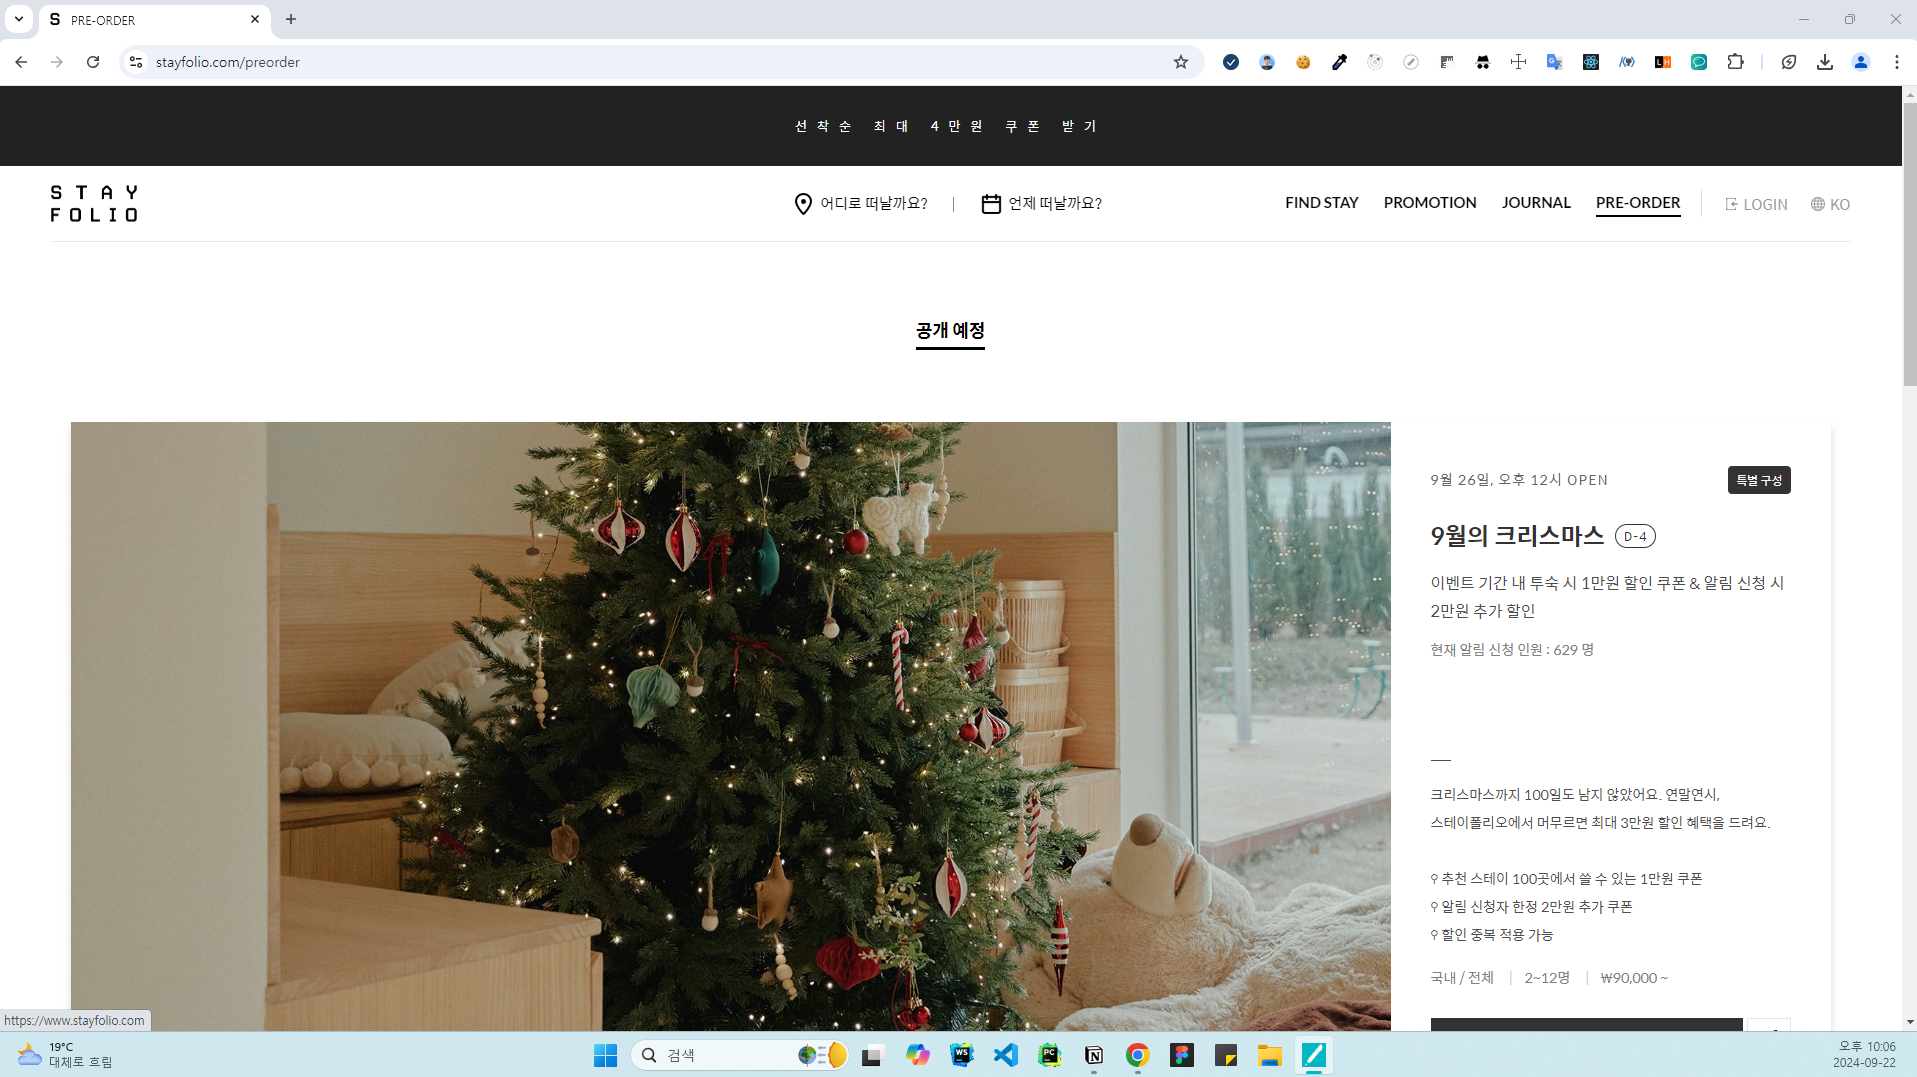 S PRE-ORDER
stayfolio.com/preorder
선착순 최대 4만원 쿠폰 받기
STAY
FOLIO
어디로 떠날까요?
언제 떠날까요?
FIND STAY
PROMOTION
JOURNAL
PRE-ORDER
LOGIN
KO
공개 예정
9월 26일, 오후 12시 OPEN
특별 구성
9월의 크리스마스 D-4
이벤트 기간 내 투숙 시 1만원 할인 쿠폰 & 알림 신청 시
2만원 추가 할인
현재 알림 신청 인원 : 629 명
크리스마스까지 100일도 남지 않았어요. 연말연시,
스테이폴리오에서 머무르면 최대 3만원 할인 혜택을 드려요.
추천 스테이 100곳에서 쓸 수 있는 1만원 쿠폰
알림 신청자 한정 2만원 추가 쿠폰
할인 중복 적용 가능
국내 / 전체 | 2~12명 | ₩90,000 ~
https://www.stayfolio.com
19°C
대체로 흐림
검색
WS
PC
오후 10:06
2024-09-22